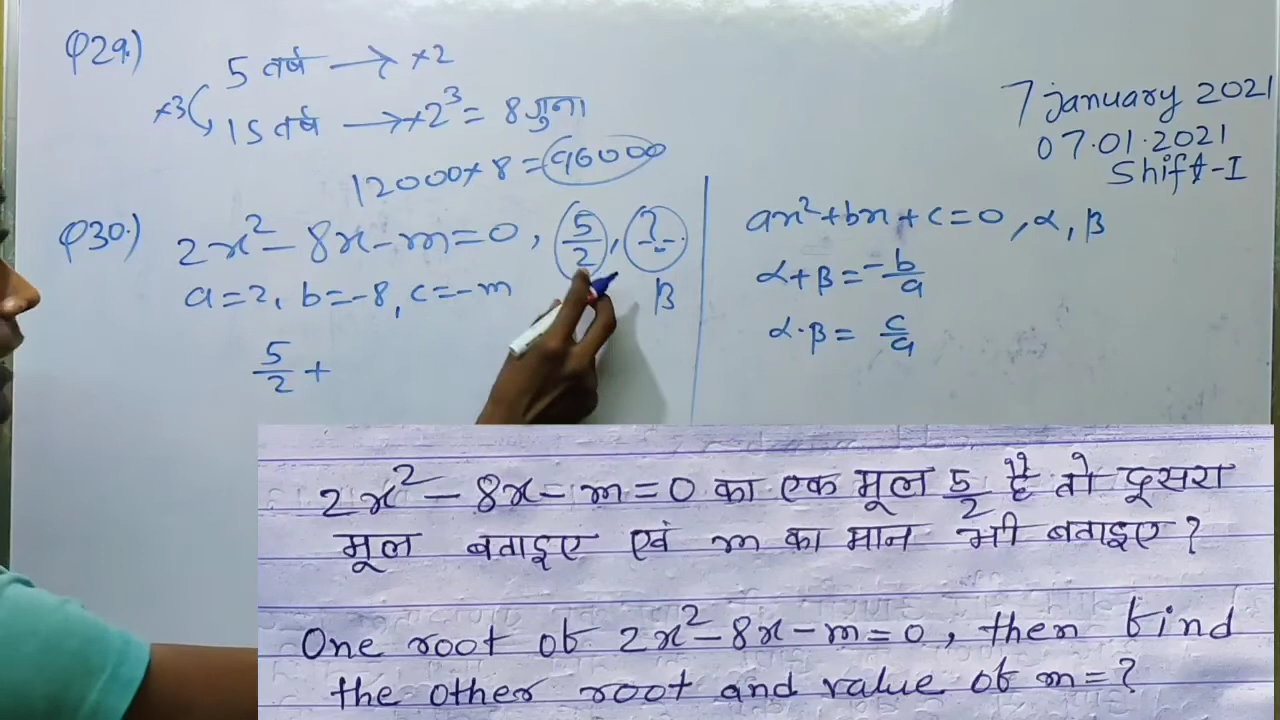 Q29.)
5 वर्ष → ×2
×3 ( 15 वर्ष → ×2³ = 8 गुना
12000×8 = 96000
7 january 2021
07.01.2021
Shift-I
Q30.) 2x² - 8x - m = 0, 5/2, ?
a = 2, b = -8, c = -m β
5/2 +
ax² + bx + c = 0, α, β
α + β = -b/a
α·β = c/a
2x² - 8x - m = 0 का एक मूल 5/2 है तो दूसरा
मूल बताइए एवं m का मान भी बताइए ?
One root of 2x² - 8x - m = 0, then find
the other root and value of m = ?